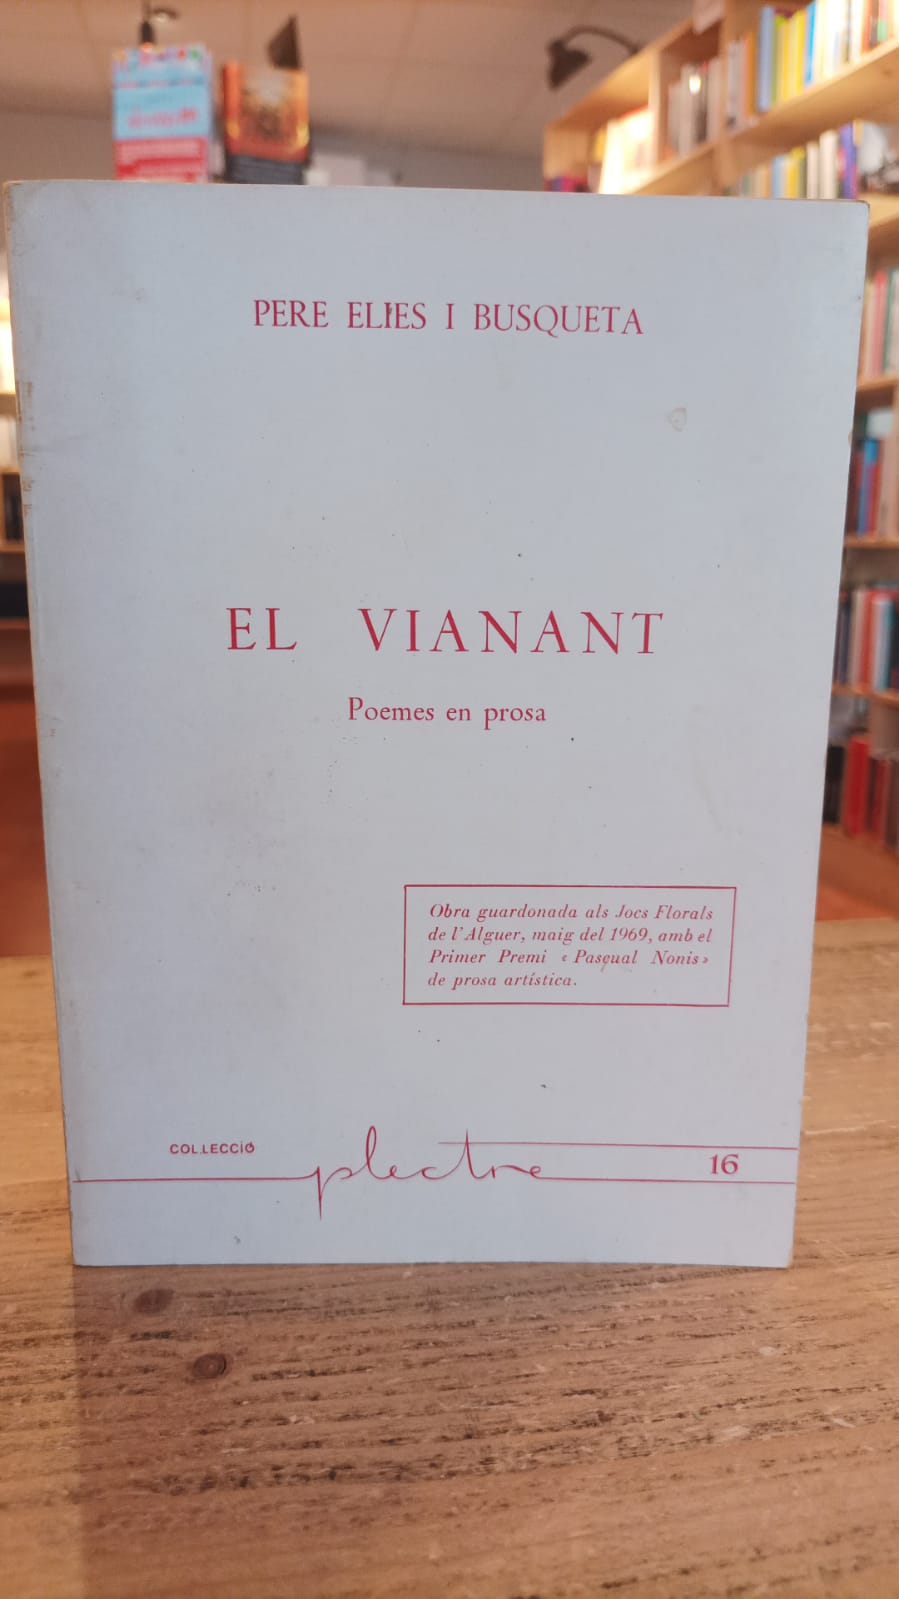 PERE ELIES I BUSQUETA
EL VIANANT
Poemes en prosa
Obra guardonada als Jocs Florals
de l'Alguer, maig del 1969, amb el
Primer Premi «Pasqual Nonis»
de prosa artística.
COL.LECCIÓ plectre 16